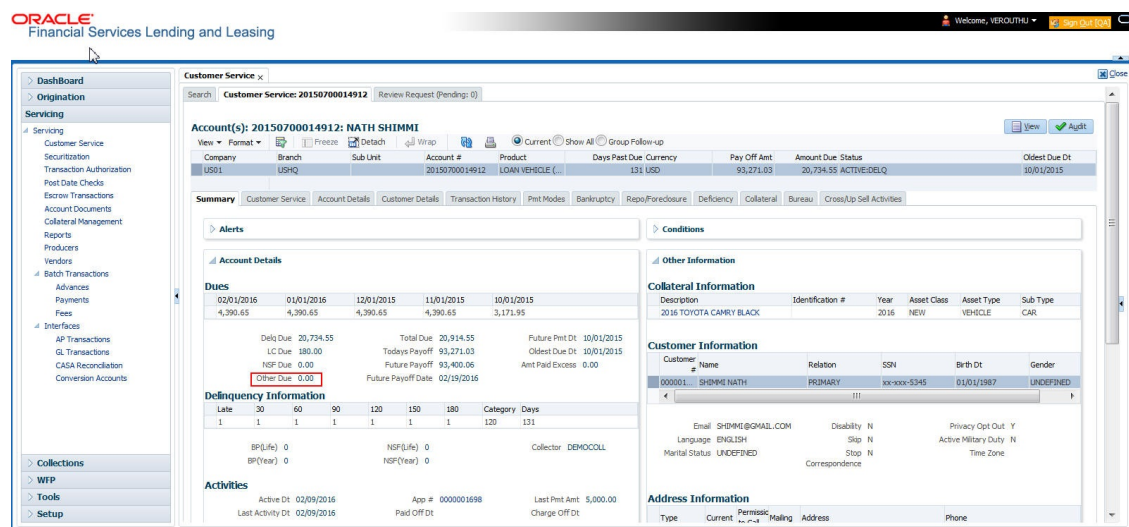 ORACLE
Financial Services Lending and Leasing
Welcome, VEROUTHU
Sign Out [QA]
DashBoard
Origination
Servicing
Servicing
Customer Service
Securitization
Transaction Authorization
Post Date Checks
Escrow Transactions
Account Documents
Collateral Management
Reports
Producers
Vendors
Batch Transactions
Advances
Payments
Fees
Interfaces
AP Transactions
GL Transactions
CASA Reconciliation
Conversion Accounts
Collections
WFP
Tools
Setup
Customer Service x
Close
Search Customer Service: 20150700014912 Review Request (Pending: 0)
Account(s): 20150700014912: NATH SHIMMI
View Audit
View Format Freeze Detach Wrap Current Show All Group Follow-up
Company Branch Sub Unit Account # Product Days Past Due Currency Pay Off Amt Amount Due Status Oldest Due Dt
US01 USHQ 20150700014912 LOAN VEHICLE (... 131 USD 93,271.03 20,734.55 ACTIVE:DELQ 10/01/2015
Summary Customer Service Account Details Customer Details Transaction History Pmt Modes Bankruptcy Repo/Foreclosure Deficiency Collateral Bureau Cross/Up Sell Activities
Alerts
Account Details
Dues
02/01/2016 01/01/2016 12/01/2015 11/01/2015 10/01/2015
4,390.65 4,390.65 4,390.65 4,390.65 3,171.95
Delq Due 20,734.55 Total Due 20,914.55 Future Pmt Dt 10/01/2015
LC Due 180.00 Todays Payoff 93,271.03 Oldest Due Dt 10/01/2015
NSF Due 0.00 Future Payoff 93,400.06 Amt Paid Excess 0.00
Other Due 0.00 Future Payoff Date 02/19/2016
Delinquency Information
Late 30 60 90 120 150 180 Category Days
1 1 1 1 1 1 1 120 131
BP(Life) 0 NSF(Life) 0 Collector DEMOCOLL
BP(Year) 0 NSF(Year) 0
Activities
Active Dt 02/09/2016 App # 0000001698 Last Pmt Amt 5,000.00
Last Activity Dt 02/09/2016 Paid Off Dt Charge Off Dt
Conditions
Other Information
Collateral Information
Description Identification # Year Asset Class Asset Type Sub Type
2016 TOYOTA CAMRY BLACK 2016 NEW VEHICLE CAR
Customer Information
Customer # Name Relation SSN Birth Dt Gender
000001... SHIMMI NATH PRIMARY xx-xxx-5345 01/01/1987 UNDEFINED
Email SHIMMI@GMAIL.COM Disability N Privacy Opt Out Y
Language ENGLISH Skip N Active Military Duty N
Marital Status UNDEFINED Stop Correspondence N Time Zone
Address Information
Type Current Permissic to Call Mailing Address Phone